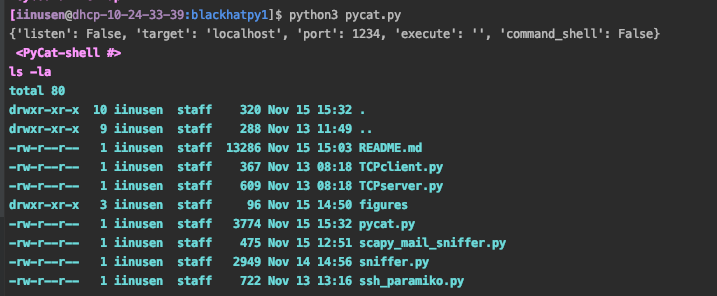 [iinusen@dhcp-10-24-33-39:blackhatpy1]$ python3 pycat.py
{'listen': False, 'target': 'localhost', 'port': 1234, 'execute': '', 'command_shell': False}
<PyCat-shell #>
ls -la
total 80
drwxr-xr-x 10 iinusen staff 320 Nov 15 15:32 .
drwxr-xr-x 9 iinusen staff 288 Nov 13 11:49 ..
-rw-r--r-- 1 iinusen staff 13286 Nov 15 15:03 README.md
-rw-r--r-- 1 iinusen staff 367 Nov 13 08:18 TCPclient.py
-rw-r--r-- 1 iinusen staff 609 Nov 13 08:18 TCPserver.py
drwxr-xr-x 3 iinusen staff 96 Nov 15 14:50 figures
-rw-r--r-- 1 iinusen staff 3774 Nov 15 15:32 pycat.py
-rw-r--r-- 1 iinusen staff 475 Nov 15 12:51 scapy_mail_sniffer.py
-rw-r--r-- 1 iinusen staff 2949 Nov 14 14:56 sniffer.py
-rw-r--r-- 1 iinusen staff 722 Nov 13 13:16 ssh_paramiko.py